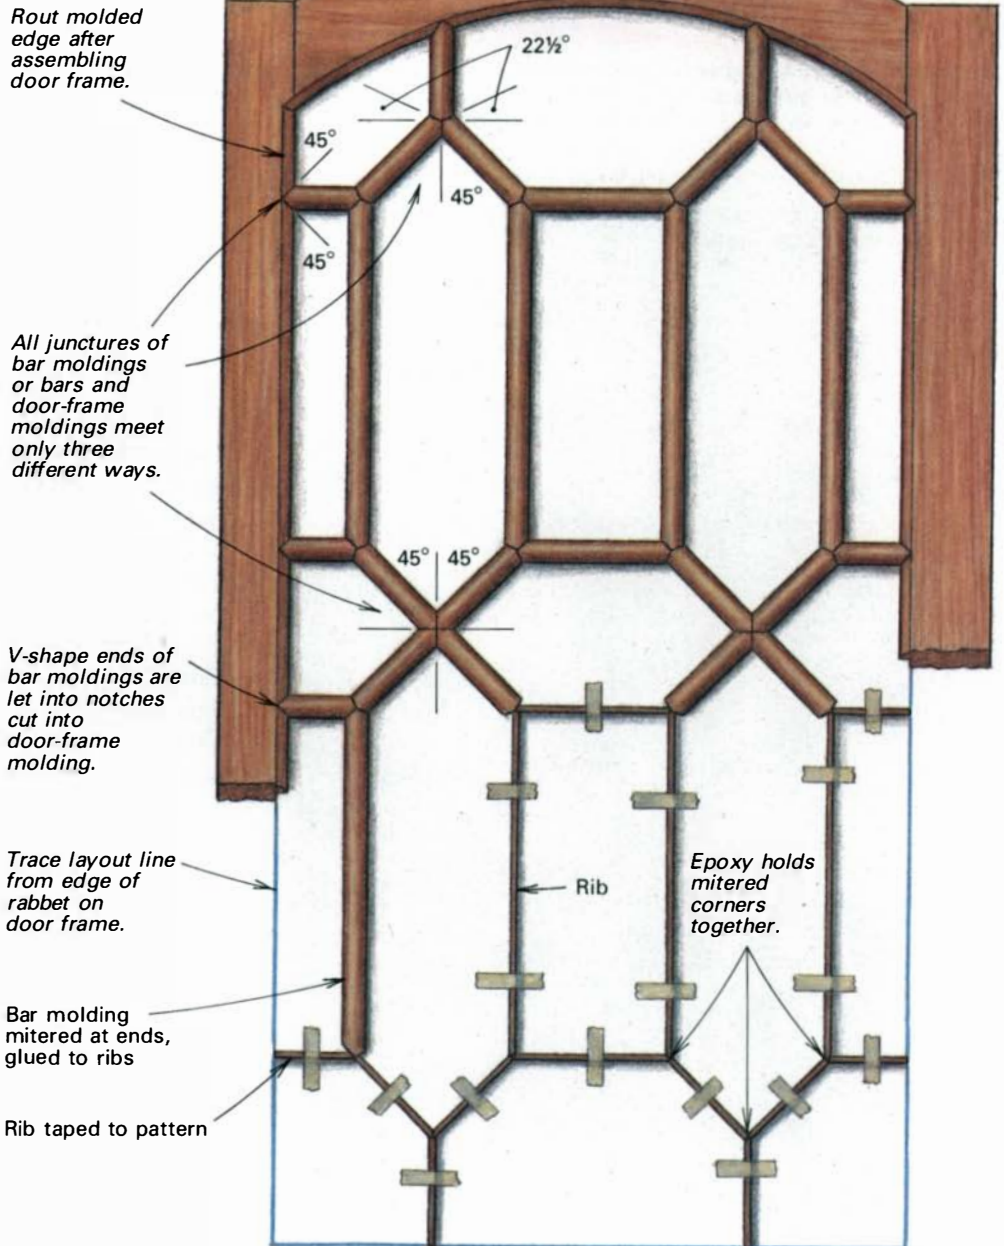 Rout molded
edge after
assembling
door frame.
22½°
45°
45°
45°
All junctures of
bar moldings
or bars and
door-frame
moldings meet
only three
different ways.
45° 45°
V-shape ends of
bar moldings are
let into notches
cut into
door-frame
molding.
Trace layout line
from edge of
rabbet on
door frame.
Rib
Epoxy holds
mitered
corners
together.
Bar molding
mitered at ends,
glued to ribs
Rib taped to pattern